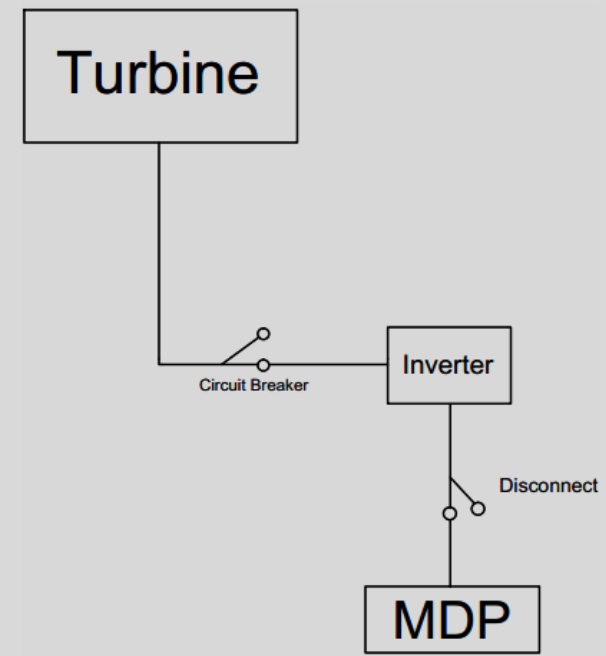 Turbine
Inverter
Circuit Breaker
Disconnect
MDP